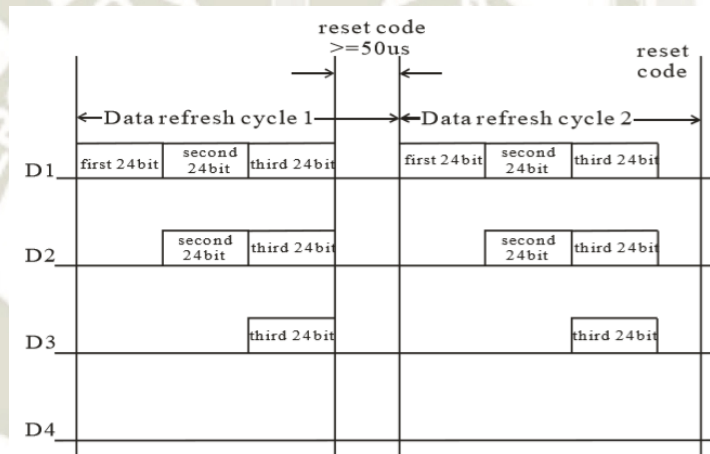 reset code
>=50us
reset
code
Data refresh cycle 1
Data refresh cycle 2
D1
first 24bit
second
24bit
third 24bit
first 24bit
second
24bit
third 24bit
D2
second
24bit
third 24bit
second
24bit
third 24bit
D3
third 24bit
third 24bit
D4